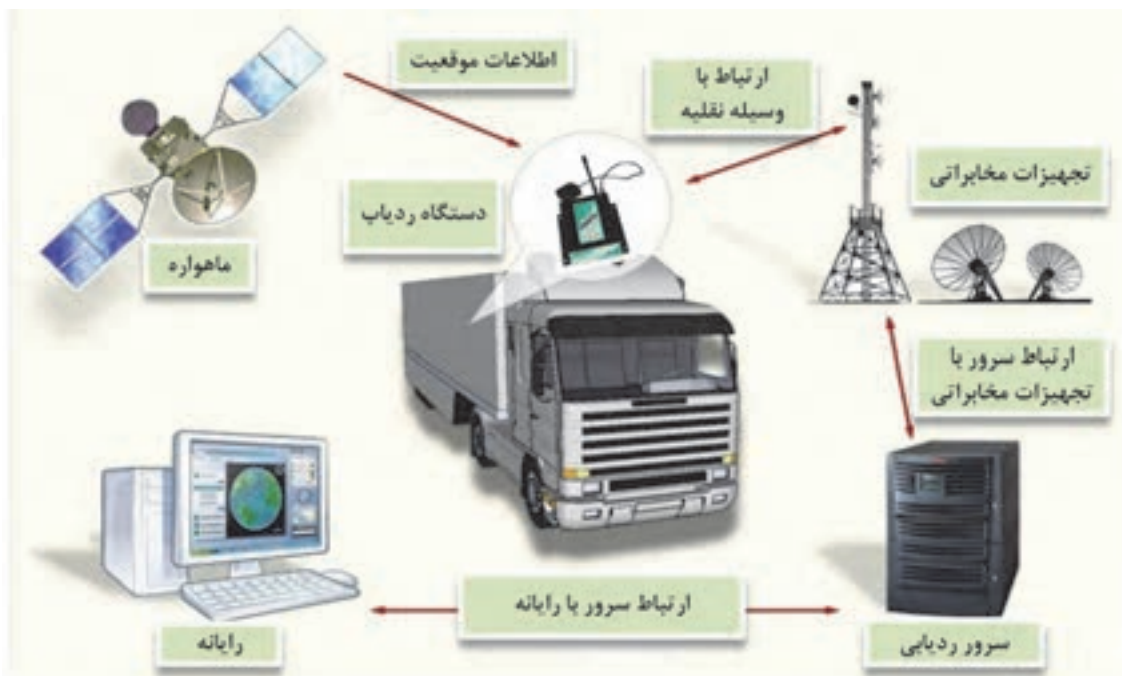 اطلاعات موقعیت
ارتباط با
وسیله نقلیه
تجهیزات مخابراتی
دستگاه ردیاب
ماهواره
ارتباط سرور با
تجهیزات مخابراتی
ارتباط سرور با رایانه
رایانه
سرور ردیابی